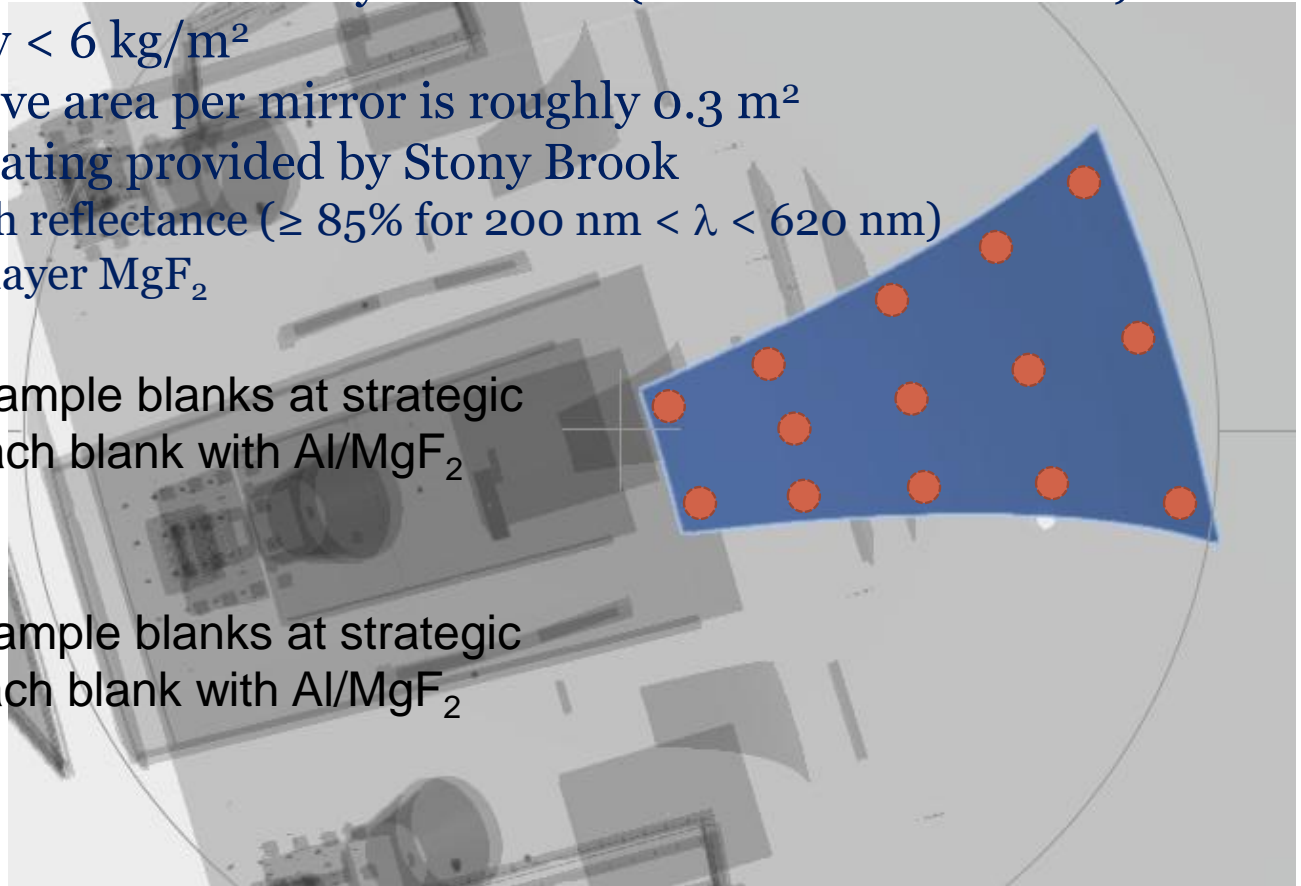 y < 6 kg/m²
ve area per mirror is roughly 0.3 m²
ating provided by Stony Brook
h reflectance (≥ 85% for 200 nm < λ < 620 nm)
ayer MgF₂
ample blanks at strategic
ach blank with Al/MgF₂
ample blanks at strategic
ach blank with Al/MgF₂